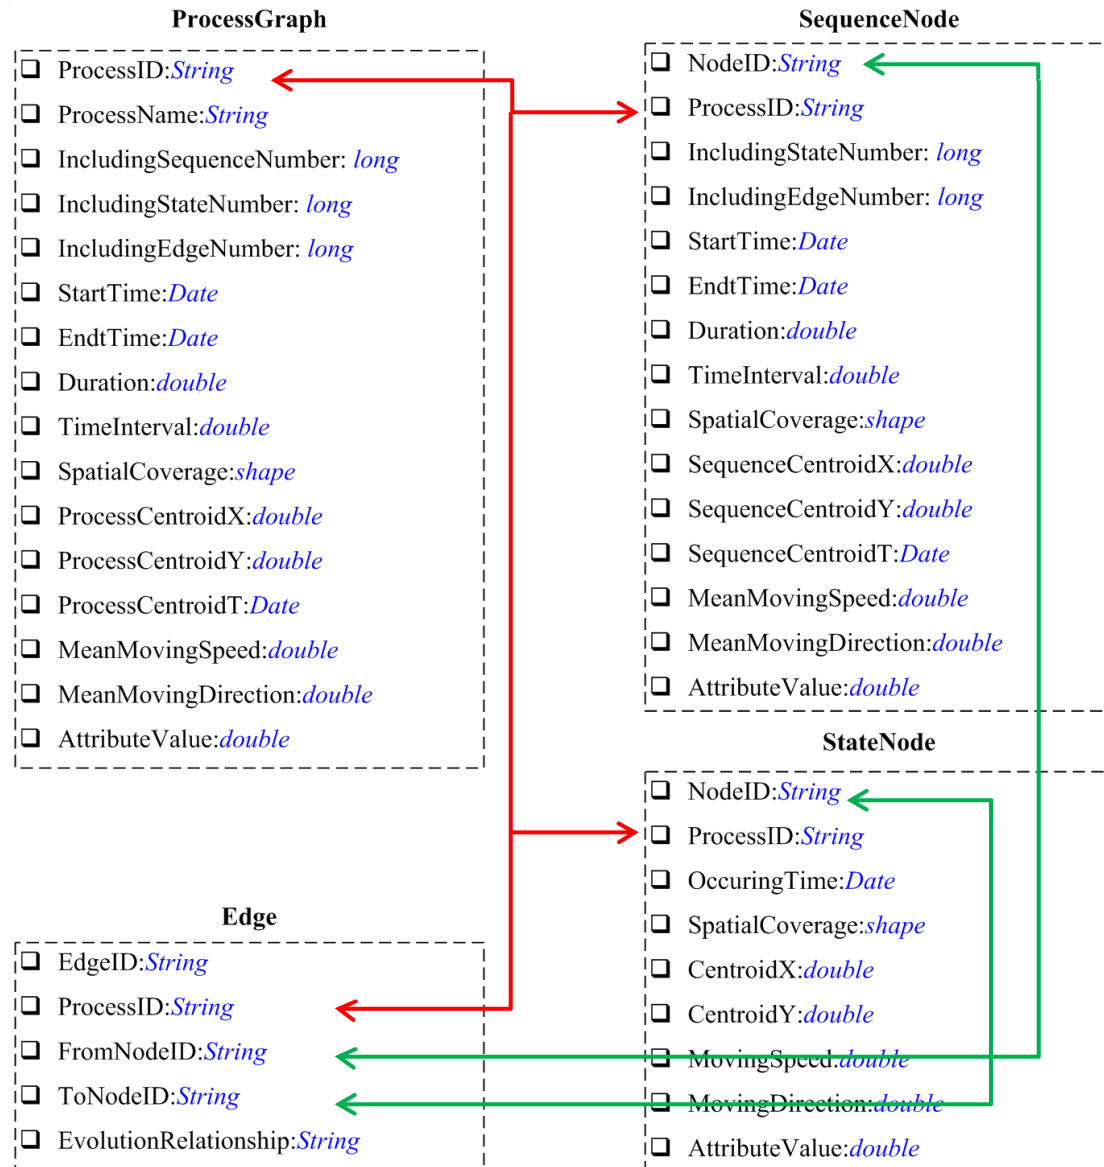 ProcessGraph
ProcessID:String
ProcessName:String
IncludingSequenceNumber: long
IncludingStateNumber: long
IncludingEdgeNumber: long
StartTime:Date
EndtTime:Date
Duration:double
TimeInterval:double
SpatialCoverage:shape
ProcessCentroidX:double
ProcessCentroidY:double
ProcessCentroidT:Date
MeanMovingSpeed:double
MeanMovingDirection:double
AttributeValue:double
SequenceNode
NodeID:String
ProcessID:String
IncludingStateNumber: long
IncludingEdgeNumber: long
StartTime:Date
EndtTime:Date
Duration:double
TimeInterval:double
SpatialCoverage:shape
SequenceCentroidX:double
SequenceCentroidY:double
SequenceCentroidT:Date
MeanMovingSpeed:double
MeanMovingDirection:double
AttributeValue:double
Edge
EdgeID:String
ProcessID:String
FromNodeID:String
ToNodeID:String
EvolutionRelationship:String
StateNode
NodeID:String
ProcessID:String
OccuringTime:Date
SpatialCoverage:shape
CentroidX:double
CentroidY:double
MovingSpeed:double
MovingDirection:double
AttributeValue:double